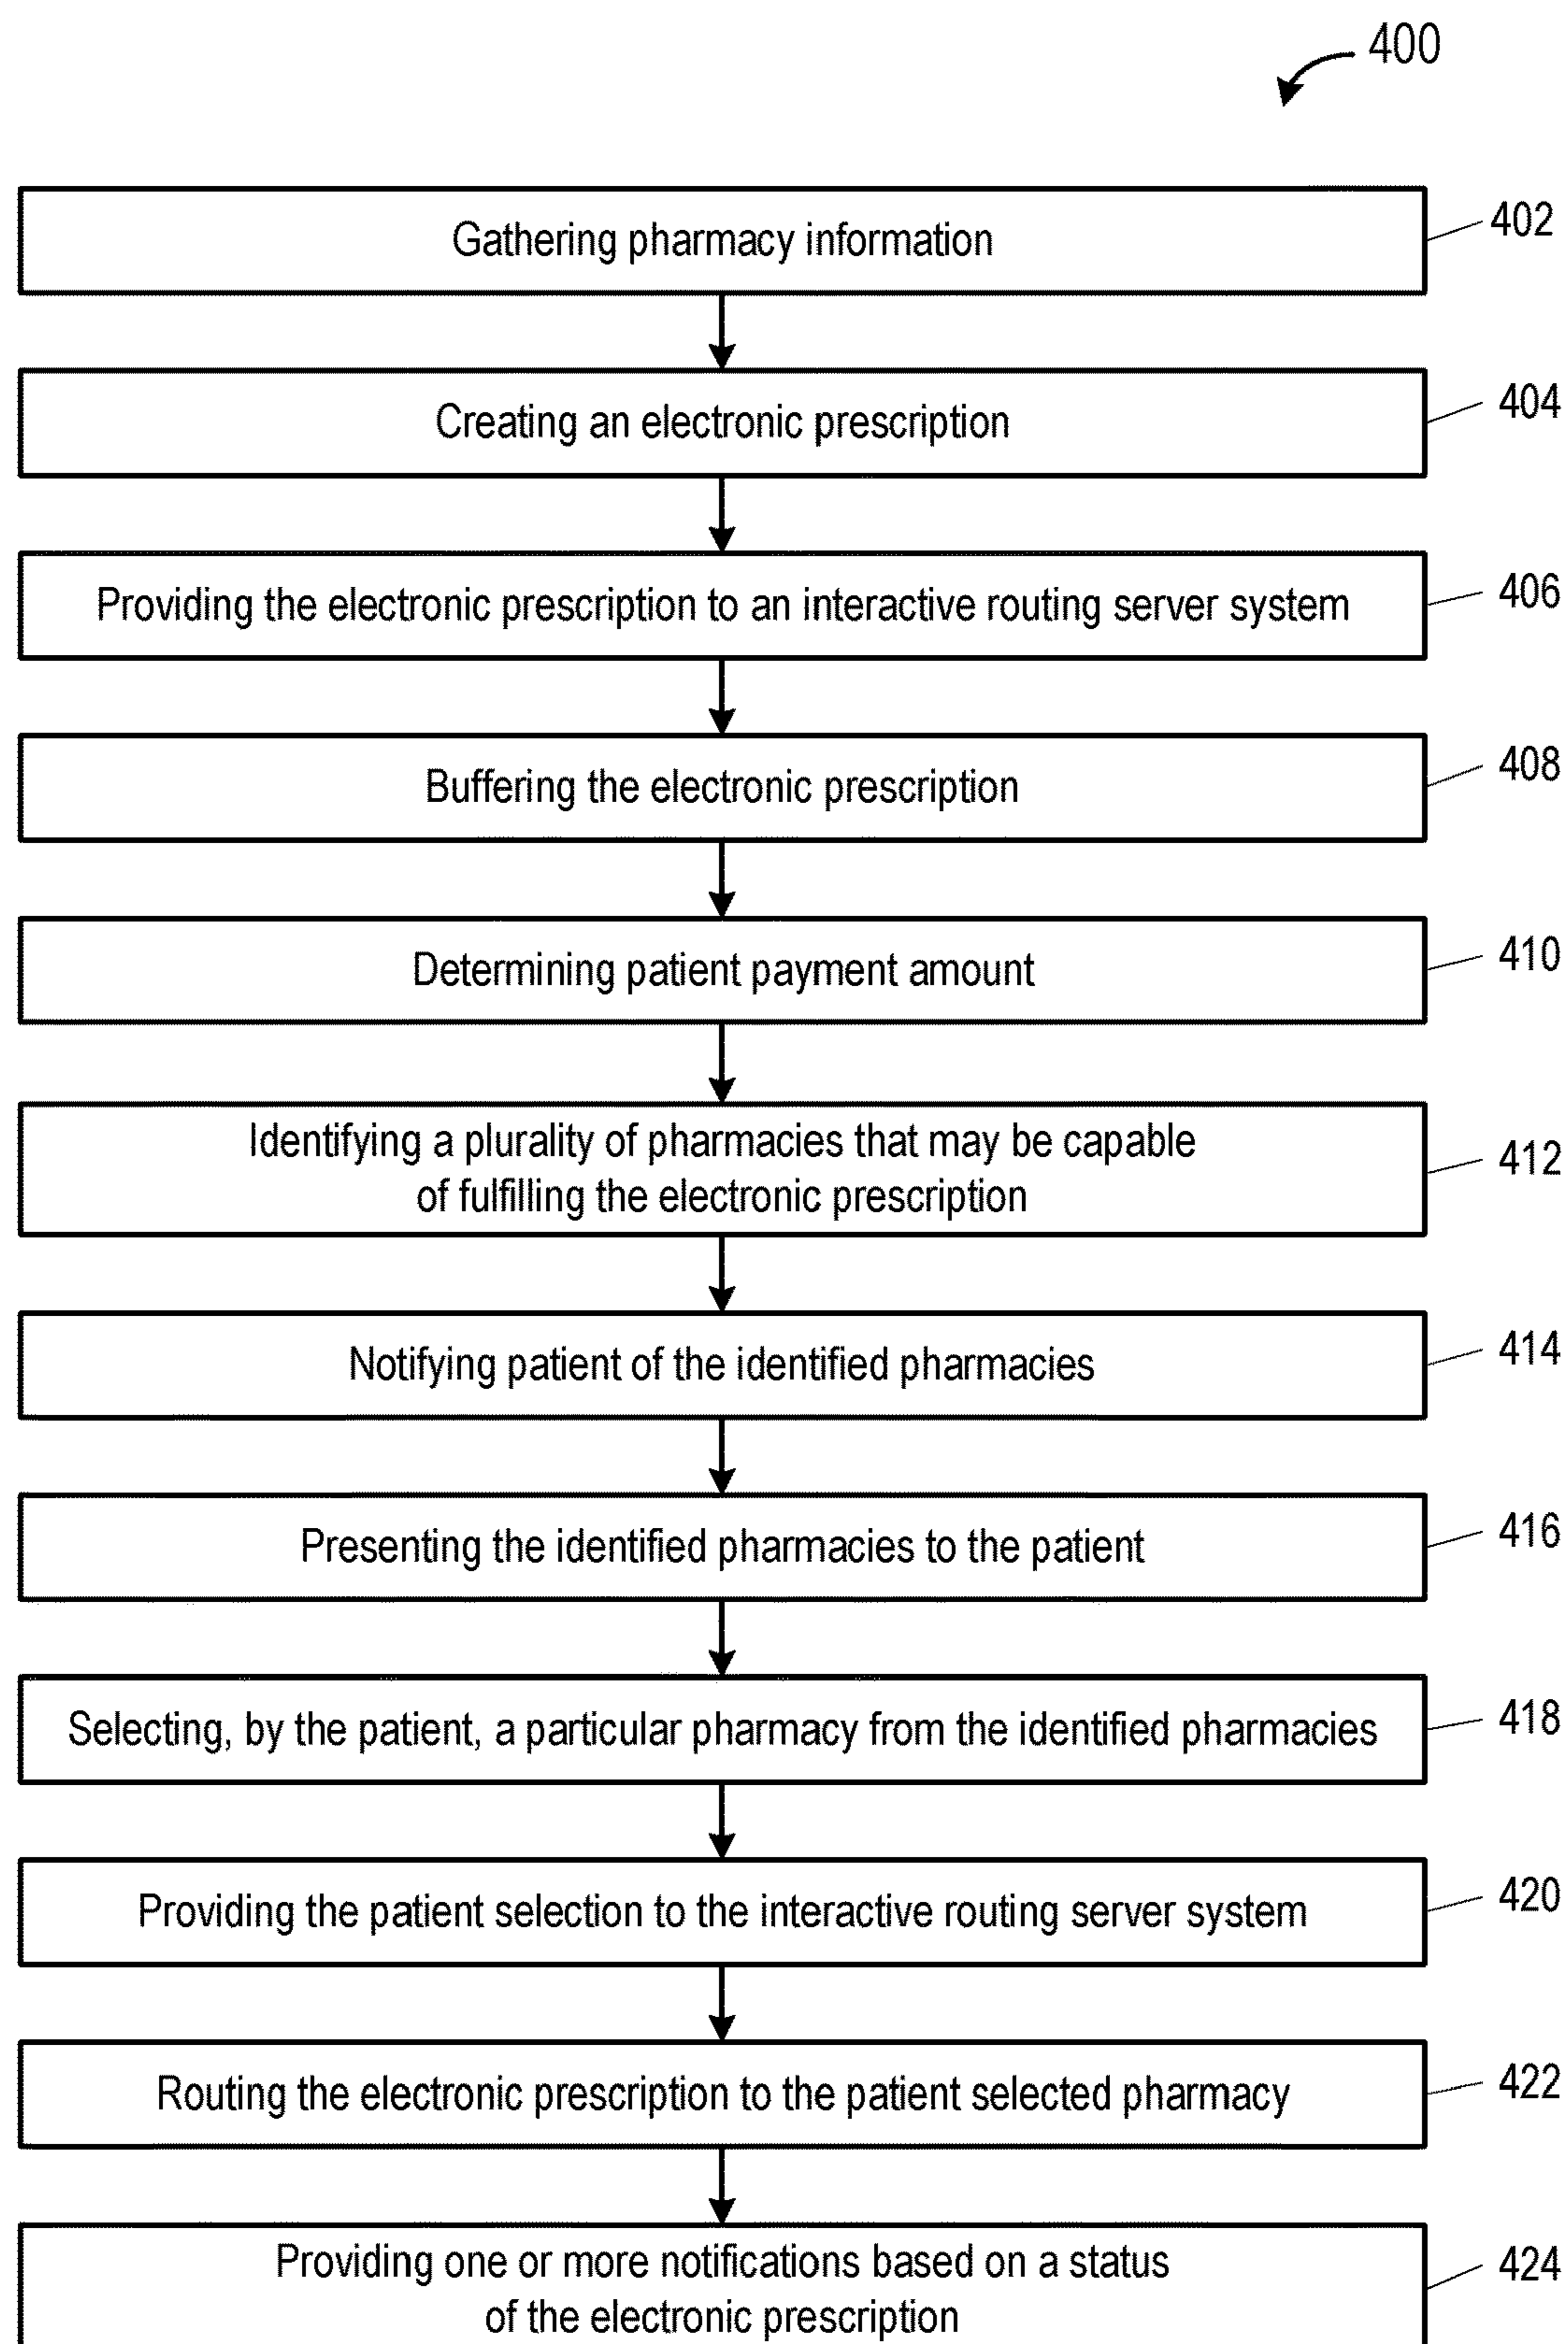 400
Gathering pharmacy information
402
Creating an electronic prescription
404
Providing the electronic prescription to an interactive routing server system
406
Buffering the electronic prescription
408
Determining patient payment amount
410
Identifying a plurality of pharmacies that may be capable
of fulfilling the electronic prescription
412
Notifying patient of the identified pharmacies
414
Presenting the identified pharmacies to the patient
416
Selecting, by the patient, a particular pharmacy from the identified pharmacies
418
Providing the patient selection to the interactive routing server system
420
Routing the electronic prescription to the patient selected pharmacy
422
Providing one or more notifications based on a status
of the electronic prescription
424